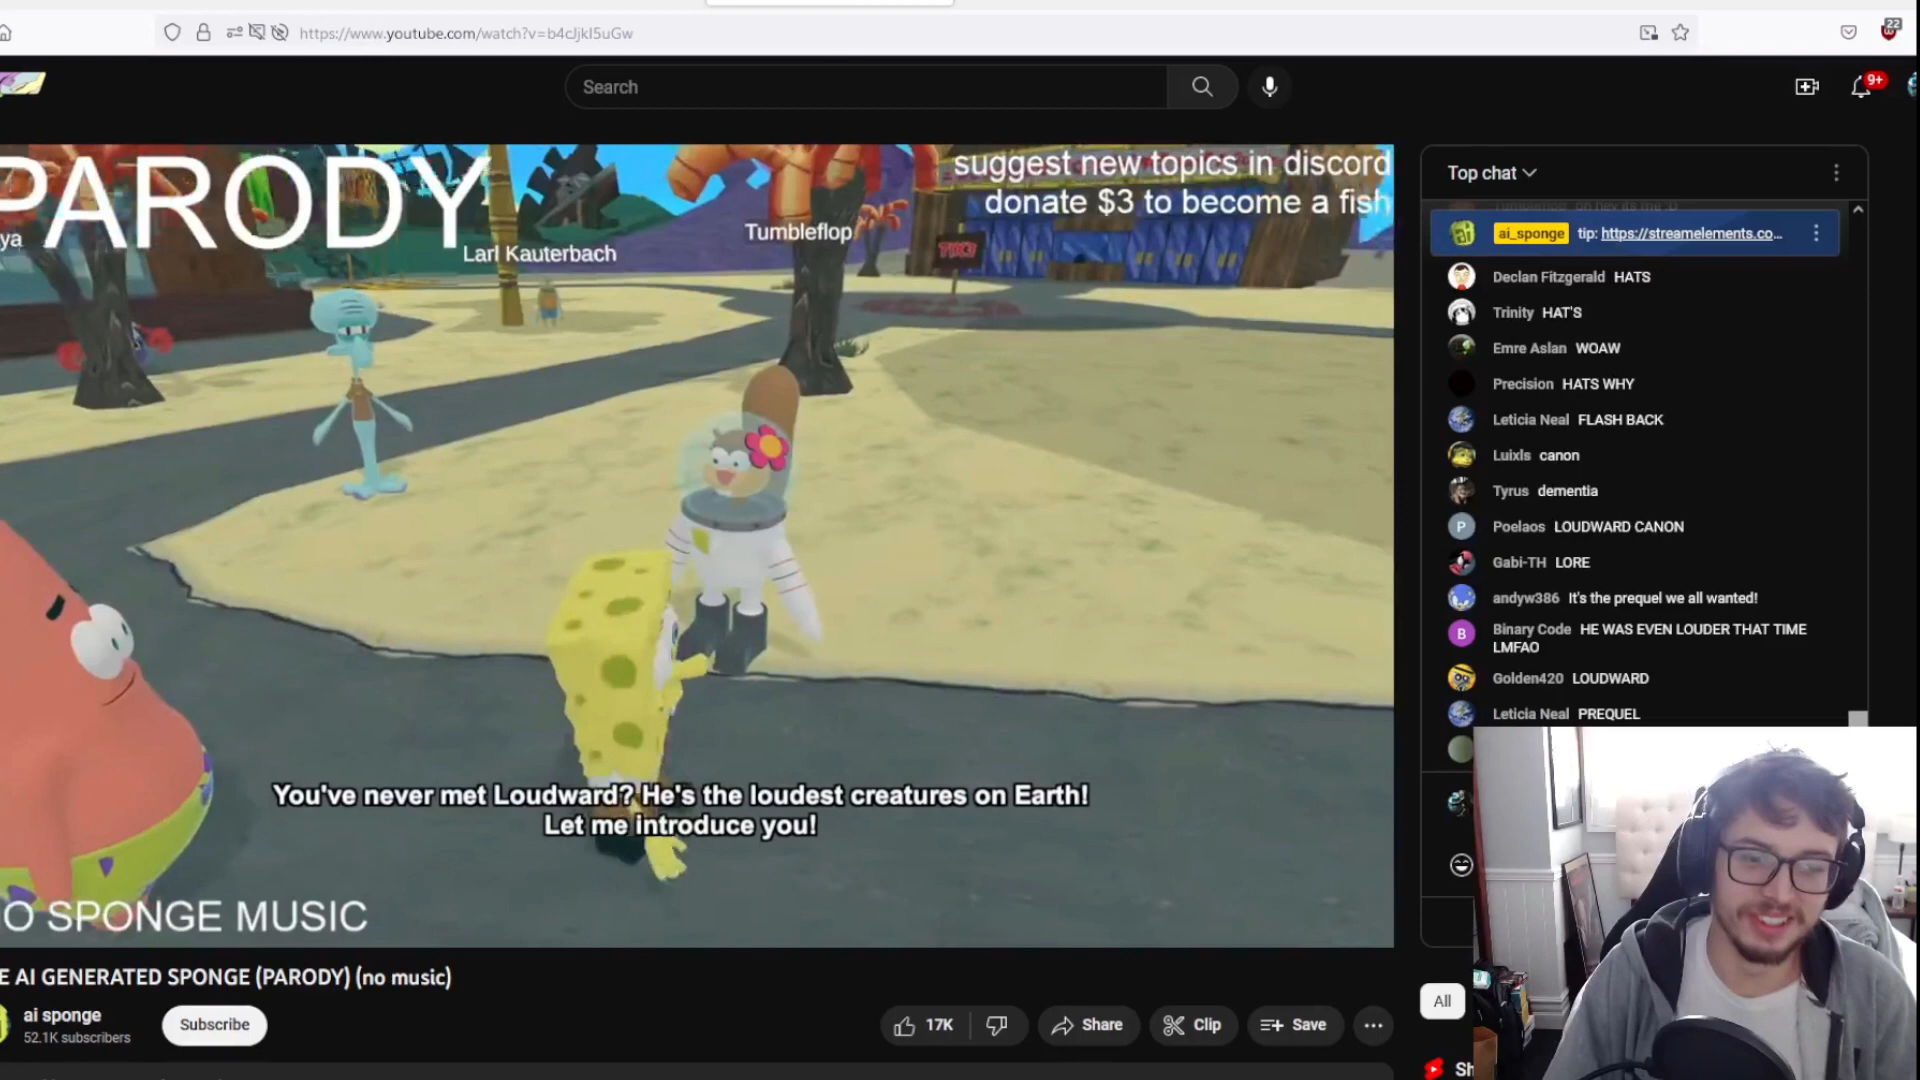 https://www.youtube.com/watch?v=b4cJjkI5uGw
22
Search
9+
PARODY
suggest new topics in discord
donate $3 to become a fish
ya
Larl Kauterbach
Tumbleflop
You've never met Loudward? He's the loudest creatures on Earth!
Let me introduce you!
O SPONGE MUSIC
E AI GENERATED SPONGE (PARODY) (no music)
ai sponge
52.1K subscribers
Subscribe
17K
Share
Clip
Save
Top chat
ai_sponge tip: https://streamelements.co...
Declan Fitzgerald HATS
Trinity HAT'S
Emre Aslan WOAW
Precision HATS WHY
Leticia Neal FLASH BACK
Luixls canon
Tyrus dementia
P Poelaos LOUDWARD CANON
Gabi-TH LORE
andyw386 It's the prequel we all wanted!
B Binary Code HE WAS EVEN LOUDER THAT TIME
LMFAO
Golden420 LOUDWARD
Leticia Neal PREQUEL
All
Sh